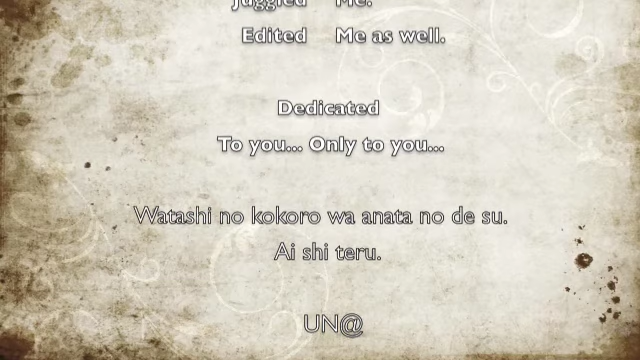 Juggled Me.
Edited Me as well.
Dedicated
To you... Only to you...
Watashi no kokoro wa anata no de su.
Ai shi teru.
UN@